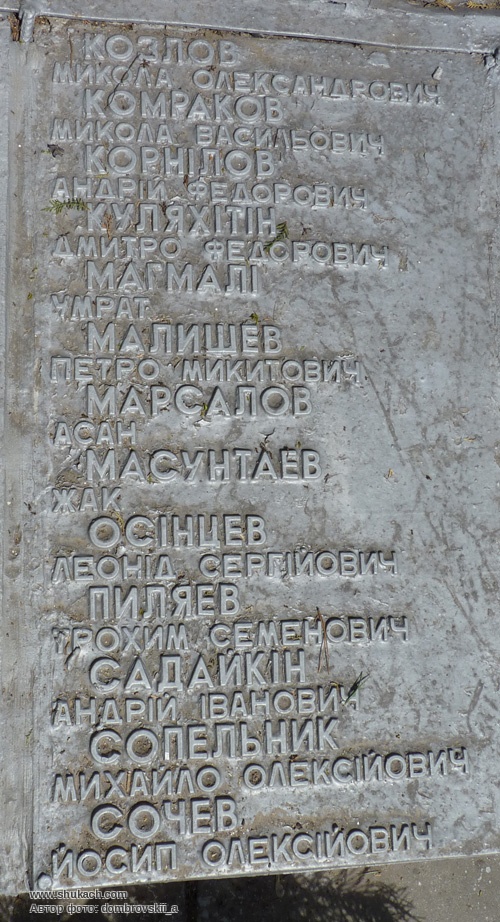 КОЗЛОВ
МИКОЛА ОЛЕКСАНДРОВИЧ
КОМРАКОВ
МИКОЛА ВАСИЛЬОВИЧ
КОРНІЛОВ
АНДРІЙ ФЕДОРОВИЧ
КУЛЯХІТІН
ДМИТРО ФЕДОРОВИЧ
МАГМАЛІ
УМРАТ
МАЛИШЕВ
ПЕТРО МИКИТОВИЧ
МАРСАЛОВ
АСАН
МАСУНТАЕВ
ЖАК
ОСІНЦЕВ
ЛЕОНІД СЕРГІЙОВИЧ
ПИЛЯЕВ
ТРОХИМ СЕМЕНОВИЧ
САДАЙКІН
АНДРІЙ ІВАНОВИЧ
СОПЕЛЬНИК
МИХАЙЛО ОЛЕКСІЙОВИЧ
СОЧЕВ
ЙОСИП ОЛЕКСІЙОВИЧ
www.shukach.com
Автор фото: dombrovskii_a